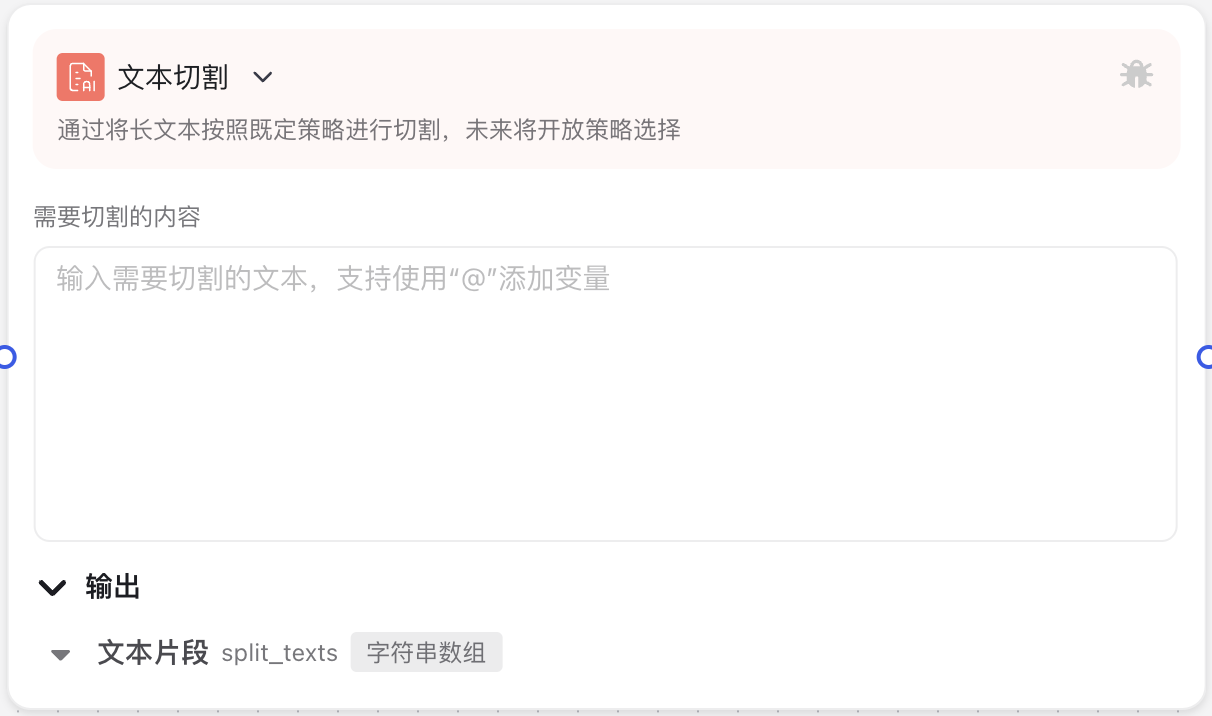 AI
文本切割
通过将长文本按照既定策略进行切割，未来将开放策略选择
需要切割的内容
输入需要切割的文本，支持使用“@”添加变量
输出
文本片段 split_texts 字符串数组